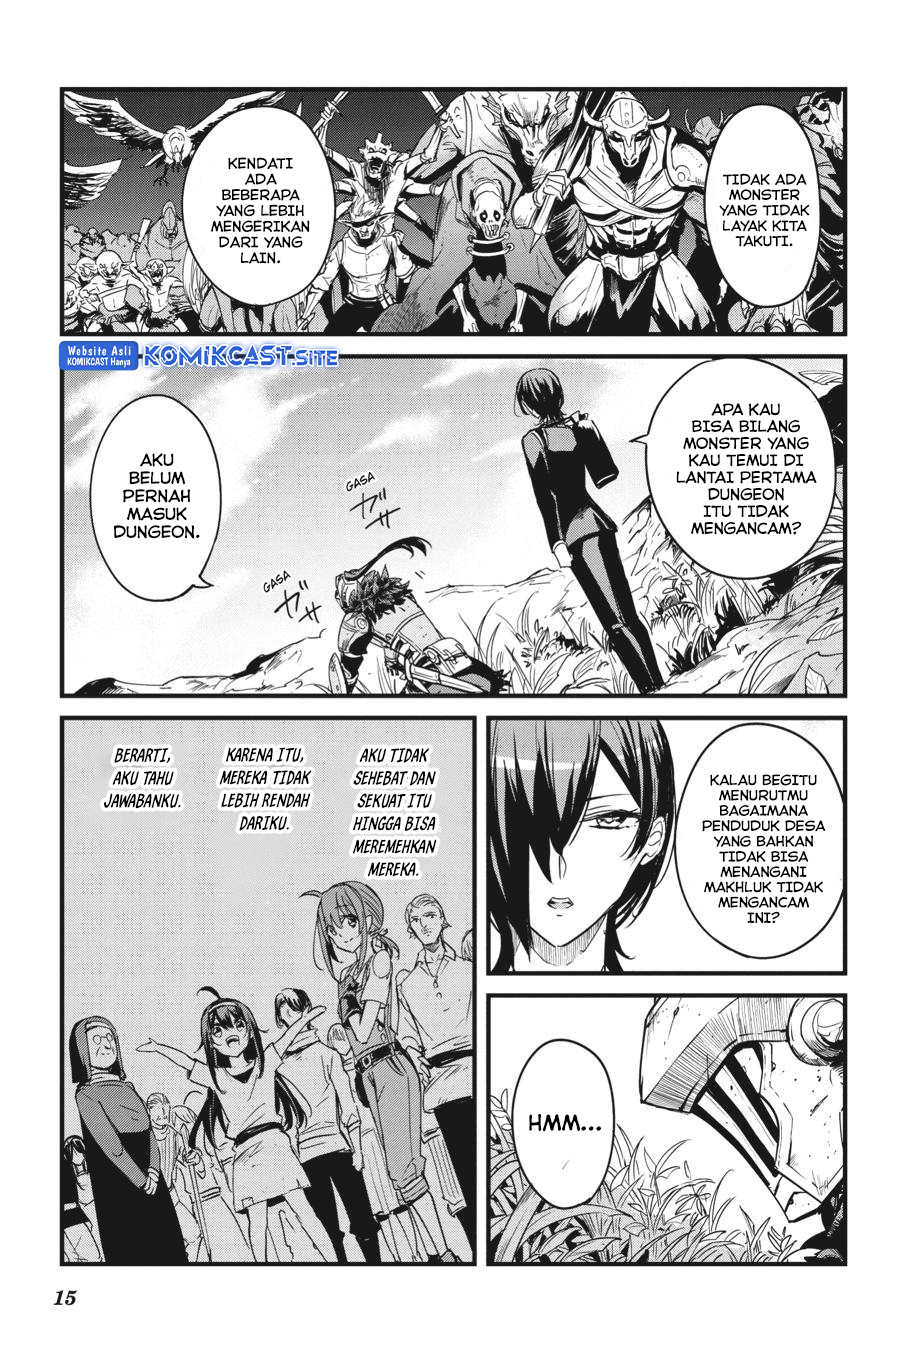 TIDAK ADA
MONSTER
YANG TIDAK
LAYAK KITA
TAKUTI.
KENDATI
ADA
BEBERAPA
YANG LEBIH
MENGERIKAN
DARI YANG
LAIN.
Website Asli
KOMIKCAST Hanya
KOMIKCAST.SITE
APA KAU
BISA BILANG
MONSTER YANG
KAU TEMUI DI
LANTAI PERTAMA
DUNGEON
ITU TIDAK
MENGANCAM?
GASA
ガサ
GASA
ガサ
AKU
BELUM
PERNAH
MASUK
DUNGEON.
KALAU BEGITU
MENURUTMU
BAGAIMANA
PENDUDUK DESA
YANG BAHKAN
TIDAK BISA
MENANGANI
MAKHLUK TIDAK
MENGANCAM
INI?
HMM...
AKU TIDAK
SEHEBAT DAN
SEKUAT ITU
HINGGA BISA
MEREMEHKAN
MEREKA.
KARENA ITU,
MEREKA TIDAK
LEBIH RENDAH
DARIKU.
BERARTI,
AKU TAHU
JAWABANKU.
15